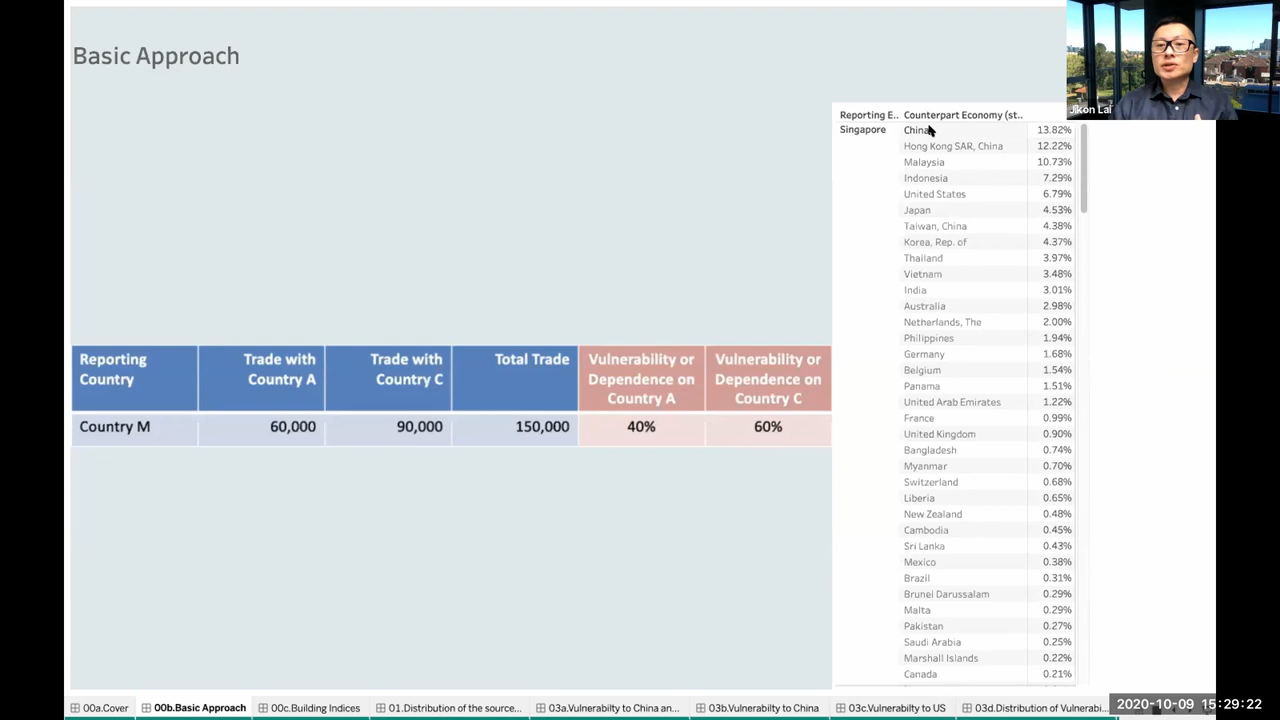 Basic Approach
Jikon Lai
Reporting E.. Counterpart Economy (st..
Singapore China 13.82%
Hong Kong SAR, China 12.22%
Malaysia 10.73%
Indonesia 7.29%
United States 6.79%
Japan 4.53%
Taiwan, China 4.38%
Korea, Rep. of 4.37%
Thailand 3.97%
Vietnam 3.48%
India 3.01%
Australia 2.98%
Netherlands, The 2.00%
Philippines 1.94%
Germany 1.68%
Belgium 1.54%
Panama 1.51%
United Arab Emirates 1.22%
France 0.99%
United Kingdom 0.90%
Bangladesh 0.74%
Myanmar 0.70%
Switzerland 0.68%
Liberia 0.65%
New Zealand 0.48%
Cambodia 0.45%
Sri Lanka 0.43%
Mexico 0.38%
Brazil 0.31%
Brunei Darussalam 0.29%
Malta 0.29%
Pakistan 0.27%
Saudi Arabia 0.25%
Marshall Islands 0.22%
Canada 0.21%
Reporting Country
Trade with Country A
Trade with Country C
Total Trade
Vulnerability or Dependence on Country A
Vulnerability or Dependence on Country C
Country M 60,000 90,000 150,000 40% 60%
00a.Cover 00b.Basic Approach 00c.Building Indices 01.Distribution of the source... 03a.Vulnerabilty to China an... 03b.Vulnerabilty to China 03c.Vulnerabilty to US 03d.Distribution of Vulnerabi...
2020-10-09 15:29:22